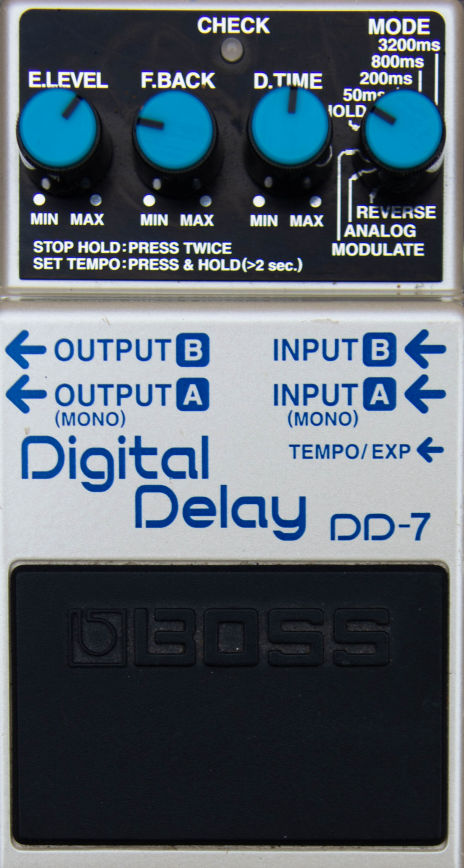 CHECK
MODE
3200ms
800ms
200ms
50ms
HOLD
E.LEVEL
F.BACK
D.TIME
MIN MAX
MIN MAX
MIN MAX
REVERSE
ANALOG
MODULATE
STOP HOLD:PRESS TWICE
SET TEMPO:PRESS & HOLD(>2 sec.)
OUTPUT B
INPUT B
OUTPUT A
(MONO)
INPUT A
(MONO)
TEMPO/EXP
Digital
Delay
DD-7
BOSS